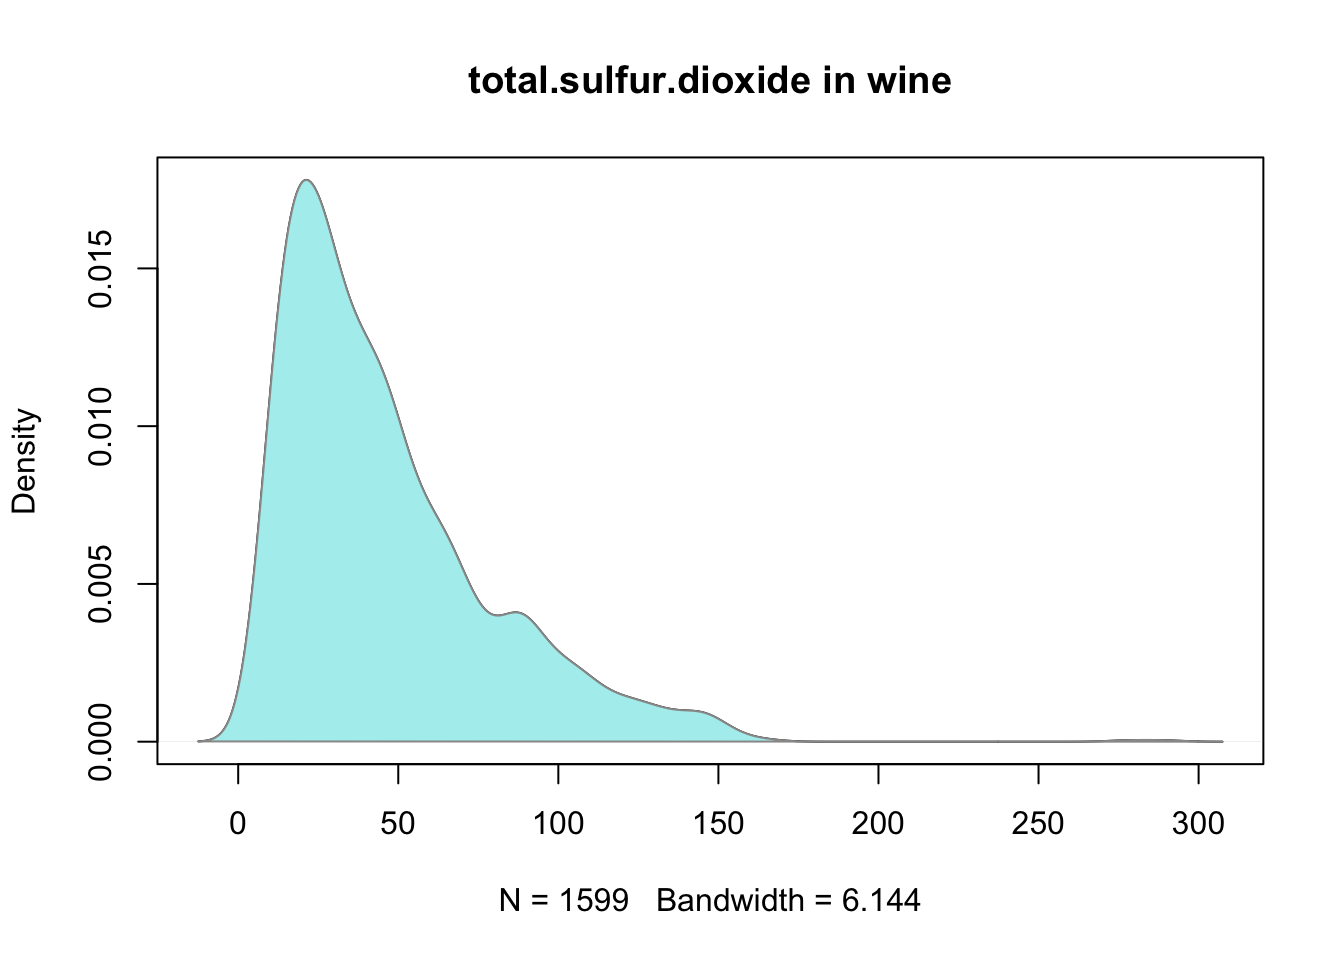 total.sulfur.dioxide in wine
Density
0.015
0.010
0.005
0.000
0 50 100 150 200 250 300
N = 1599 Bandwidth = 6.144